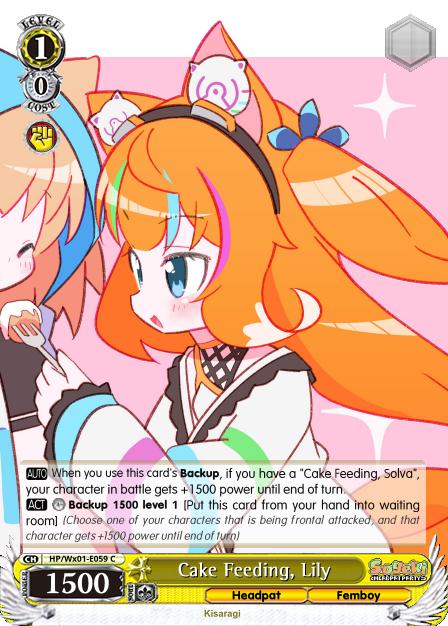 LEVEL
1
0
COST
AUTO When you use this card's Backup, if you have a "Cake Feeding, Solva",
your character in battle gets +1500 power until end of turn.
ACT Backup 1500 level 1 [Put this card from your hand into waiting
room] (Choose one of your characters that is being frontal attacked, and that
character gets +1500 power until end of turn)
CH HP/Wx01-E059 C
POWER 1500 SOUL Cake Feeding, Lily
Headpat Femboy
Kisaragi